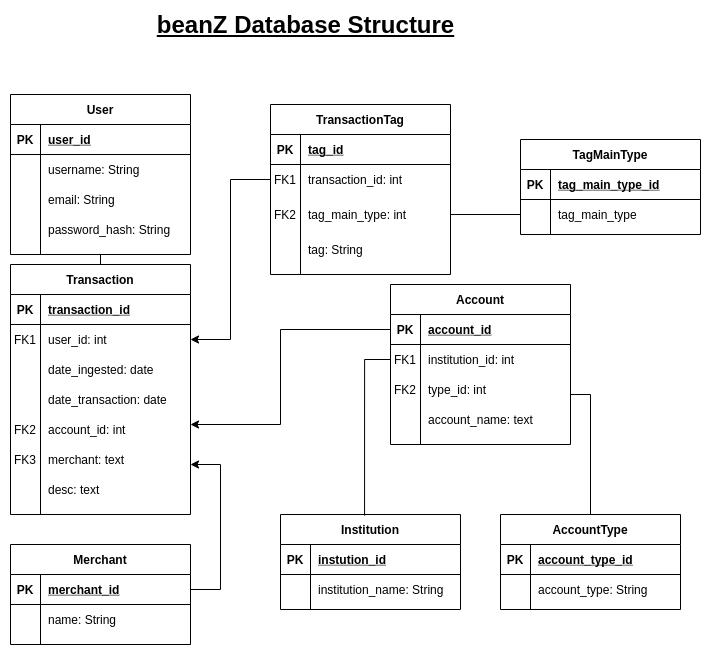 beanZ Database Structure
User
PK user_id
username: String
email: String
password_hash: String
Transaction
PK transaction_id
FK1 user_id: int
date_ingested: date
date_transaction: date
FK2 account_id: int
FK3 merchant: text
desc: text
Merchant
PK merchant_id
name: String
TransactionTag
PK tag_id
FK1 transaction_id: int
FK2 tag_main_type: int
tag: String
TagMainType
PK tag_main_type_id
tag_main_type
Account
PK account_id
FK1 institution_id: int
FK2 type_id: int
account_name: text
Institution
PK instution_id
institution_name: String
AccountType
PK account_type_id
account_type: String